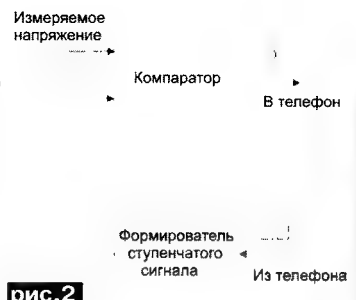 Измеряемое
напряжение
Компаратор
В телефон
Формирователь
ступенчатого
сигнала
Из телефона
рис.2